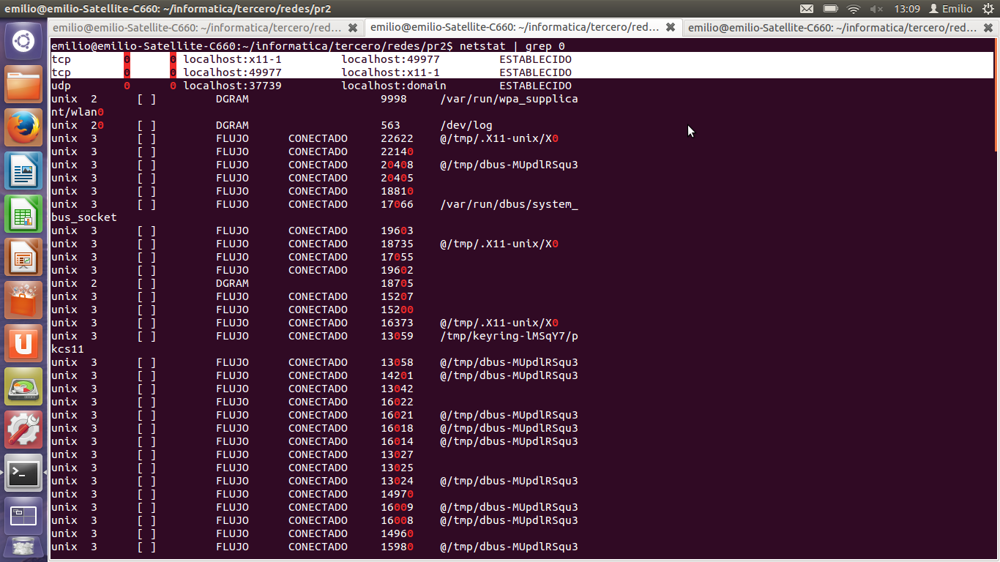 emilio@emilio-Satellite-C660: ~/informatica/tercero/redes/pr2 13:09 Emilio
emilio@emilio-Satellite-C660: ~/informatica/tercero/red... emilio@emilio-Satellite-C660: ~/informatica/tercero/red... emilio@emilio-Satellite-C660: ~/informatica/tercero/red...
emilio@emilio-Satellite-C660:~/informatica/tercero/redes/pr2$ netstat | grep 0
tcp 0 0 localhost:x11-1 localhost:49977 ESTABLECIDO
tcp 0 0 localhost:49977 localhost:x11-1 ESTABLECIDO
udp 0 0 localhost:37739 localhost:domain ESTABLECIDO
unix 2 [ ] DGRAM 9998 /var/run/wpa_supplica
nt/wlan0
unix 20 [ ] DGRAM 563 /dev/log
unix 3 [ ] FLUJO CONECTADO 22622 @/tmp/.X11-unix/X0
unix 3 [ ] FLUJO CONECTADO 22140
unix 3 [ ] FLUJO CONECTADO 20408 @/tmp/dbus-MUpdlRSqu3
unix 3 [ ] FLUJO CONECTADO 20405
unix 3 [ ] FLUJO CONECTADO 18810
unix 3 [ ] FLUJO CONECTADO 17066 /var/run/dbus/system_
bus_socket
unix 3 [ ] FLUJO CONECTADO 19603
unix 3 [ ] FLUJO CONECTADO 18735 @/tmp/.X11-unix/X0
unix 3 [ ] FLUJO CONECTADO 17055
unix 3 [ ] FLUJO CONECTADO 19602
unix 2 [ ] DGRAM 18705
unix 3 [ ] FLUJO CONECTADO 15207
unix 3 [ ] FLUJO CONECTADO 15200
unix 3 [ ] FLUJO CONECTADO 16373 @/tmp/.X11-unix/X0
unix 3 [ ] FLUJO CONECTADO 13059 /tmp/keyring-lMSqY7/p
kcs11
unix 3 [ ] FLUJO CONECTADO 13058 @/tmp/dbus-MUpdlRSqu3
unix 3 [ ] FLUJO CONECTADO 14201 @/tmp/dbus-MUpdlRSqu3
unix 3 [ ] FLUJO CONECTADO 13042
unix 3 [ ] FLUJO CONECTADO 16022
unix 3 [ ] FLUJO CONECTADO 16021 @/tmp/dbus-MUpdlRSqu3
unix 3 [ ] FLUJO CONECTADO 16018 @/tmp/dbus-MUpdlRSqu3
unix 3 [ ] FLUJO CONECTADO 16014 @/tmp/dbus-MUpdlRSqu3
unix 3 [ ] FLUJO CONECTADO 13027
unix 3 [ ] FLUJO CONECTADO 13025
unix 3 [ ] FLUJO CONECTADO 13024 @/tmp/dbus-MUpdlRSqu3
unix 3 [ ] FLUJO CONECTADO 14970
unix 3 [ ] FLUJO CONECTADO 16009 @/tmp/dbus-MUpdlRSqu3
unix 3 [ ] FLUJO CONECTADO 16008 @/tmp/dbus-MUpdlRSqu3
unix 3 [ ] FLUJO CONECTADO 14960
unix 3 [ ] FLUJO CONECTADO 15980 @/tmp/dbus-MUpdlRSqu3